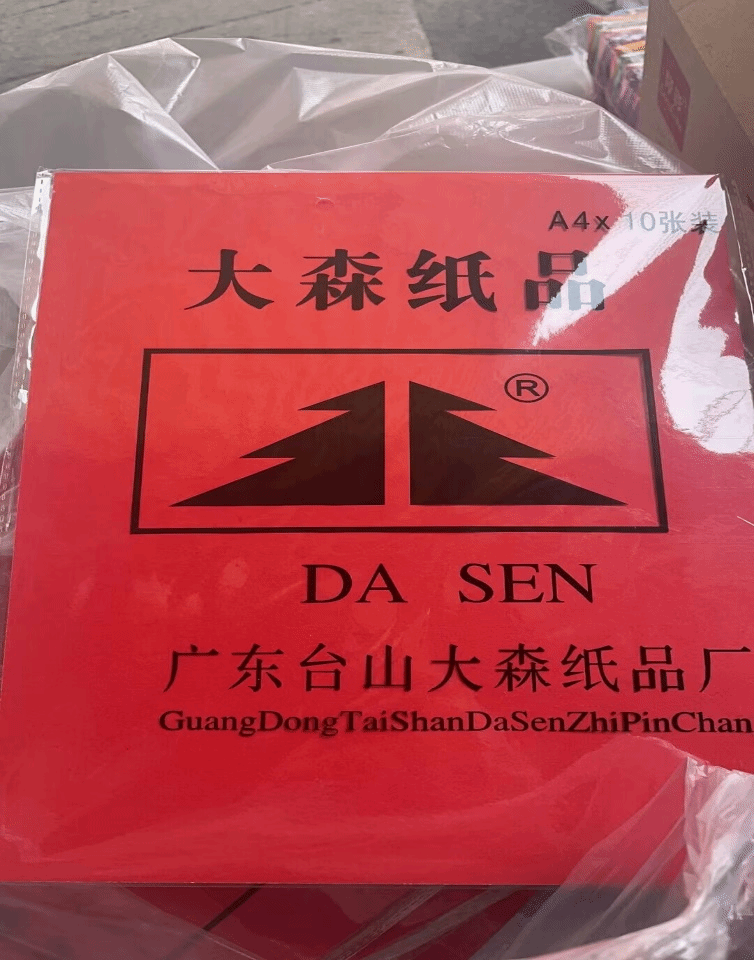 A4x 10张装
大森纸品
®
DA SEN
广东台山大森纸品厂
GuangDongTaiShanDaSenZhiPinChan